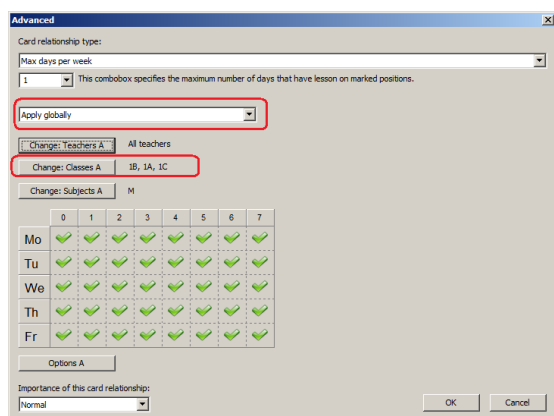 Advanced
Card relationship type:
Max days per week
1 This combobox specifies the maximum number of days that have lesson on marked positions.
Apply globally
Change: Teachers A All teachers
Change: Classes A 1B, 1A, 1C
Change: Subjects A M
0 1 2 3 4 5 6 7
Mo
Tu
We
Th
Fr
Options A
Importance of this card relationship:
Normal OK Cancel